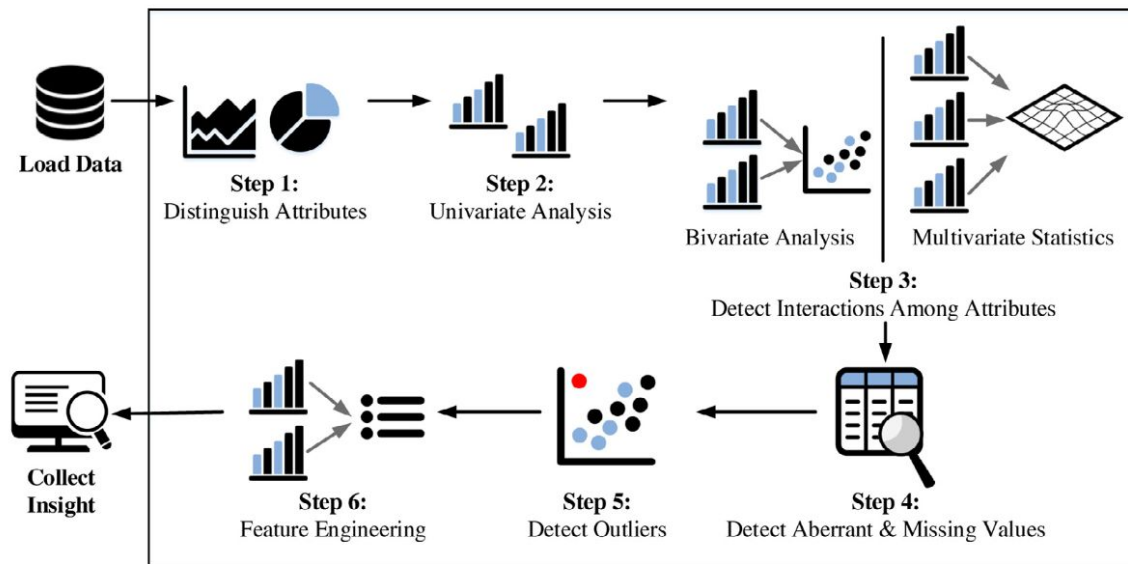 Load Data
Step 1:
Distinguish Attributes
Step 2:
Univariate Analysis
Bivariate Analysis
Multivariate Statistics
Step 3:
Detect Interactions Among Attributes
Collect
Insight
Step 6:
Feature Engineering
Step 5:
Detect Outliers
Step 4:
Detect Aberrant & Missing Values